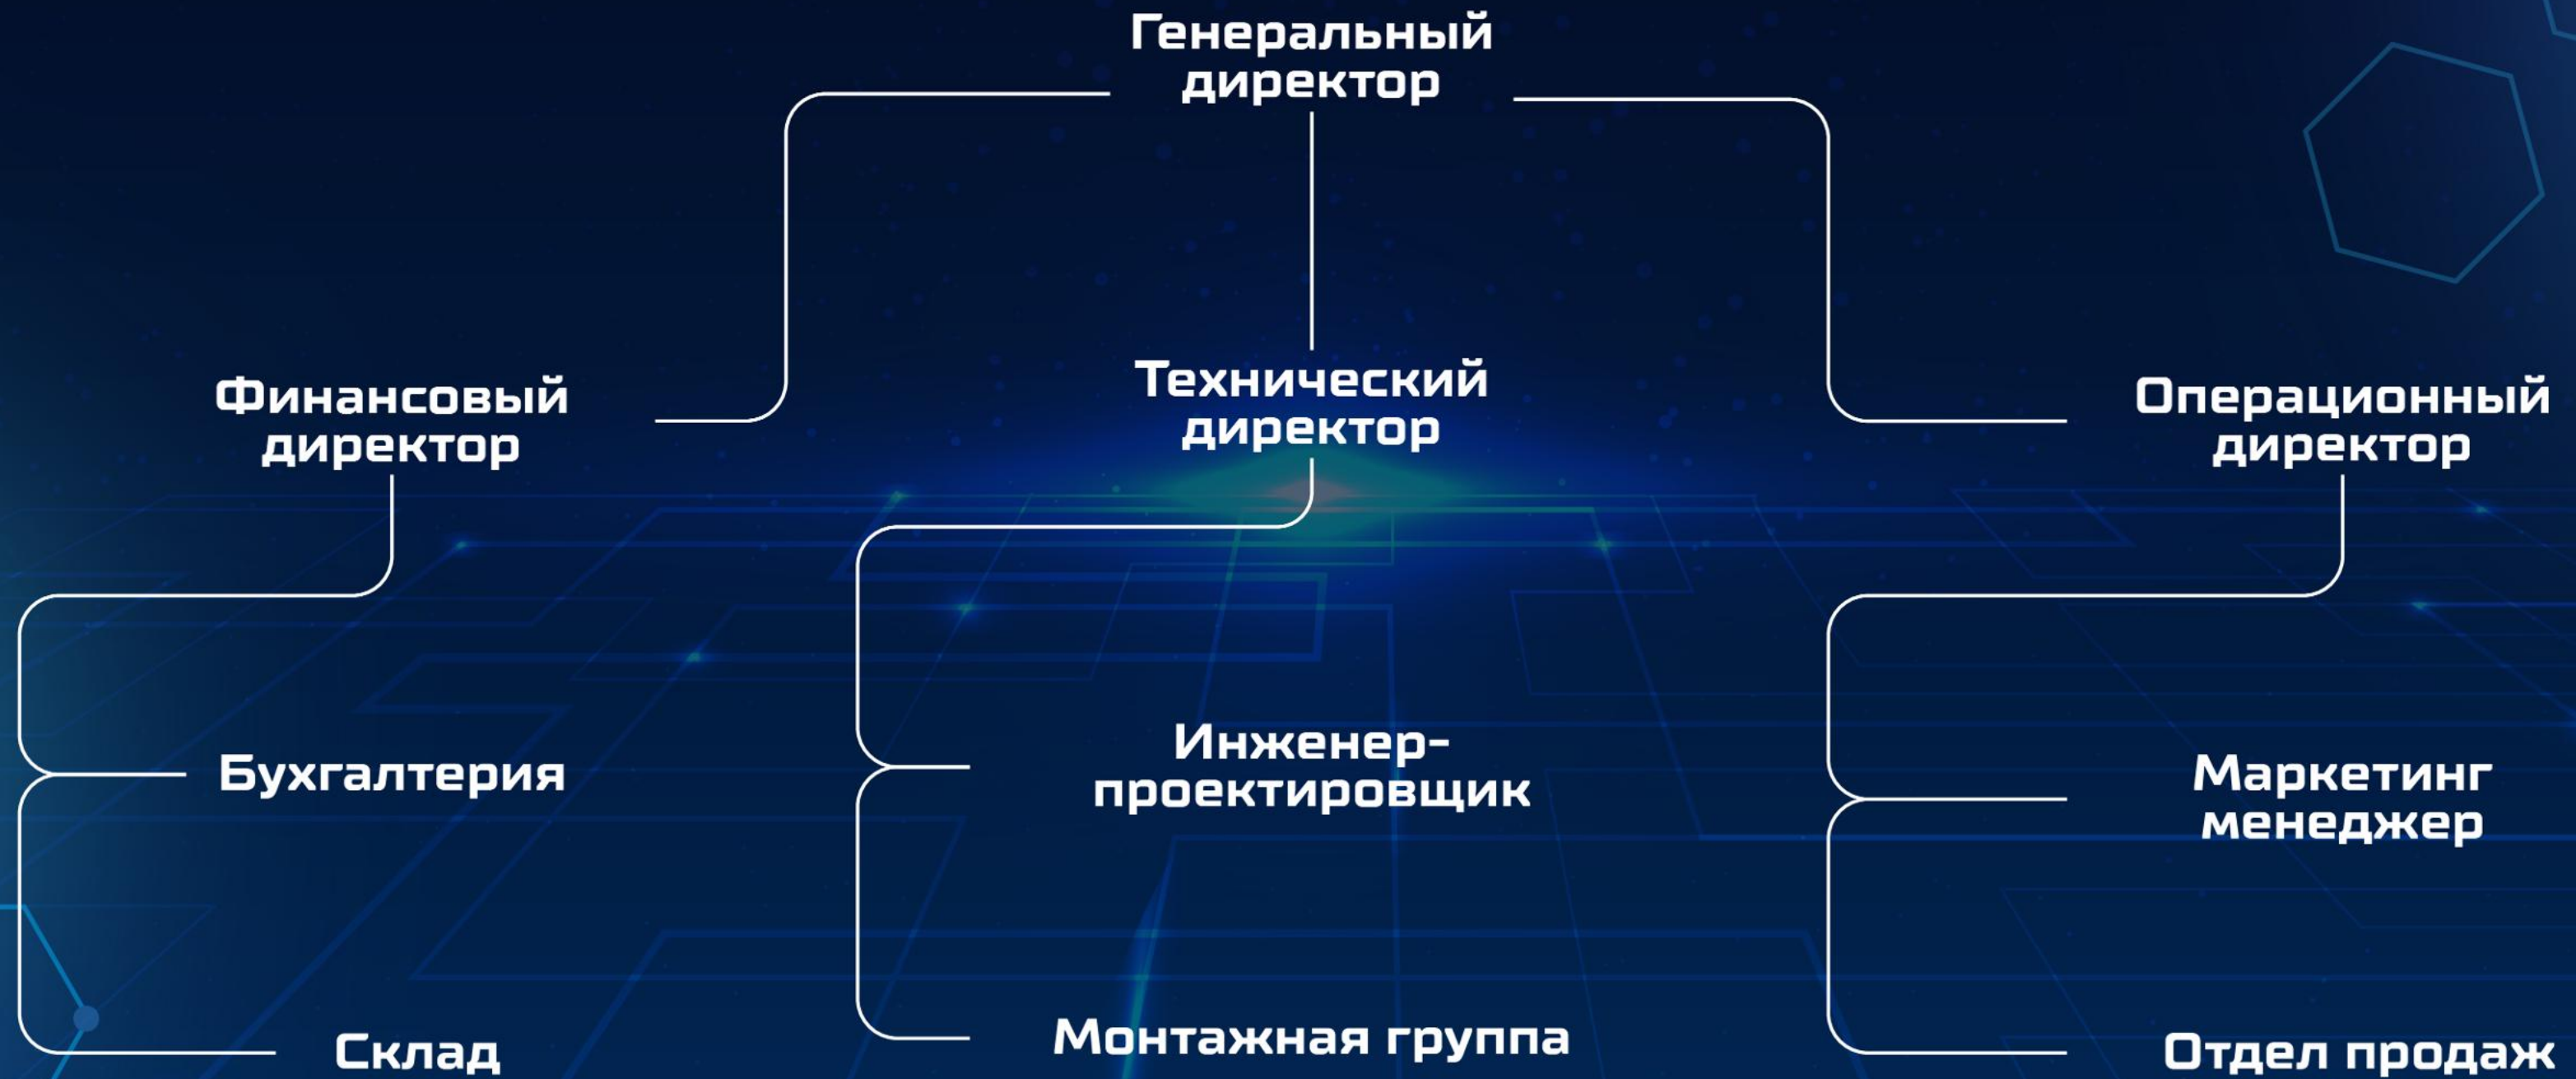 Генеральный
директор
Финансовый
директор
Технический
директор
Операционный
директор
Бухгалтерия
Инженер-
проектировщик
Маркетинг
менеджер
Склад
Монтажная группа
Отдел продаж